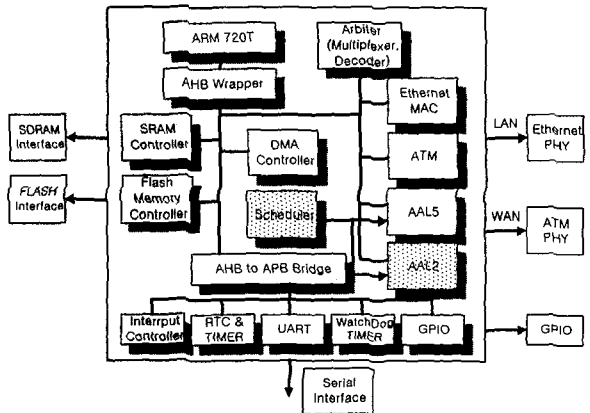 ARM 720T
Arbiter
(Multiplexer,
Decoder)
AHB Wrapper
Ethernet
MAC
SDRAM
Interface
SRAM
Controller
DMA
Controller
ATM
LAN
Ethernet
PHY
FLASH
Interface
Flash
Memory
Controller
Scheduler
AAL5
WAN
ATM
PHY
AHB to APB Bridge
AAL2
Interrput
Controller
RTC &
TIMER
UART
WatchDog
TIMER
GPIO
GPIO
Serial
Interface